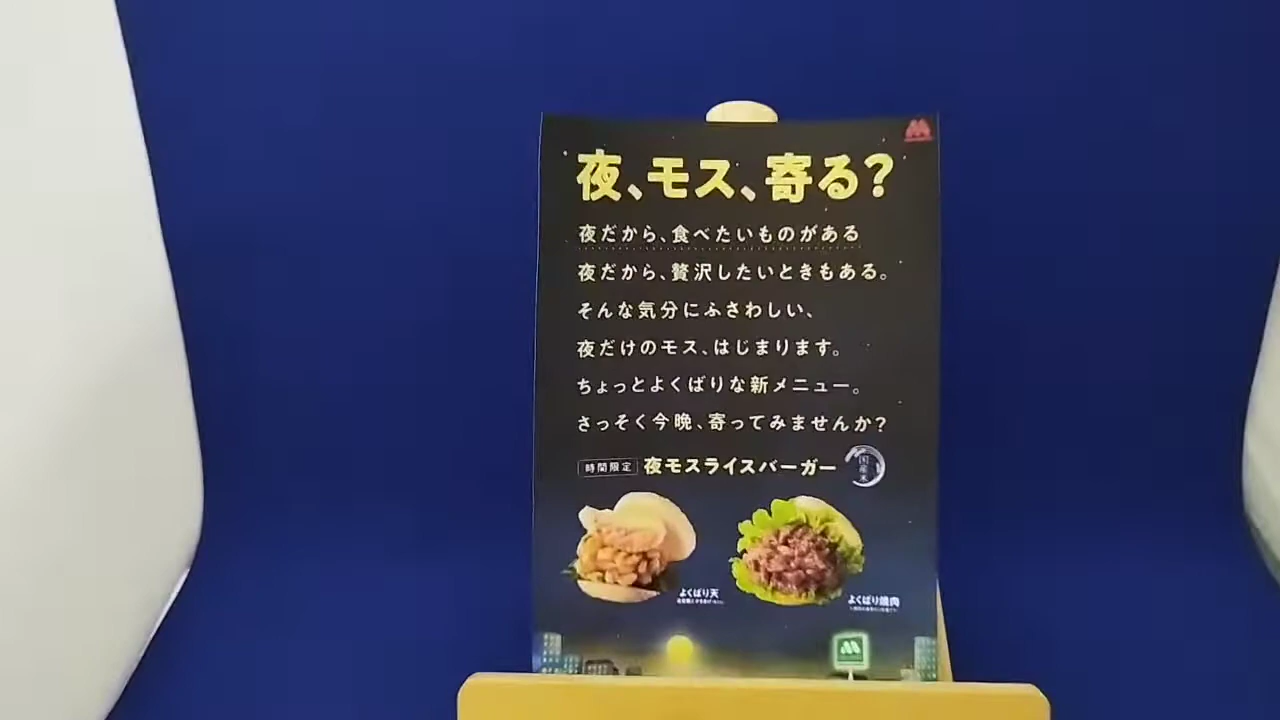 夜、モス、寄る?
夜だから、食べたいものがある
夜だから、贅沢したいときもある。
そんな気分にふさわしい、
夜だけのモス、はじまります。
ちょっとよくばりな新メニュー。
さっそく今晩、寄ってみませんか?
時間限定 夜モスライスバーガー 国産米
よくばり天
よくばり焼肉